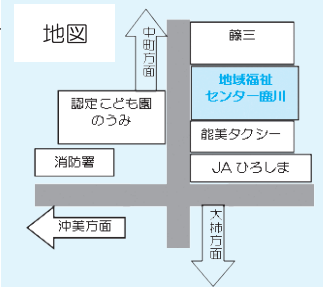 地図
中町方面
藤三
地域福祉
センター鹿川
認定こども園
のうみ
能美タクシー
消防署
JAひろしま
沖美方面
大柿方面